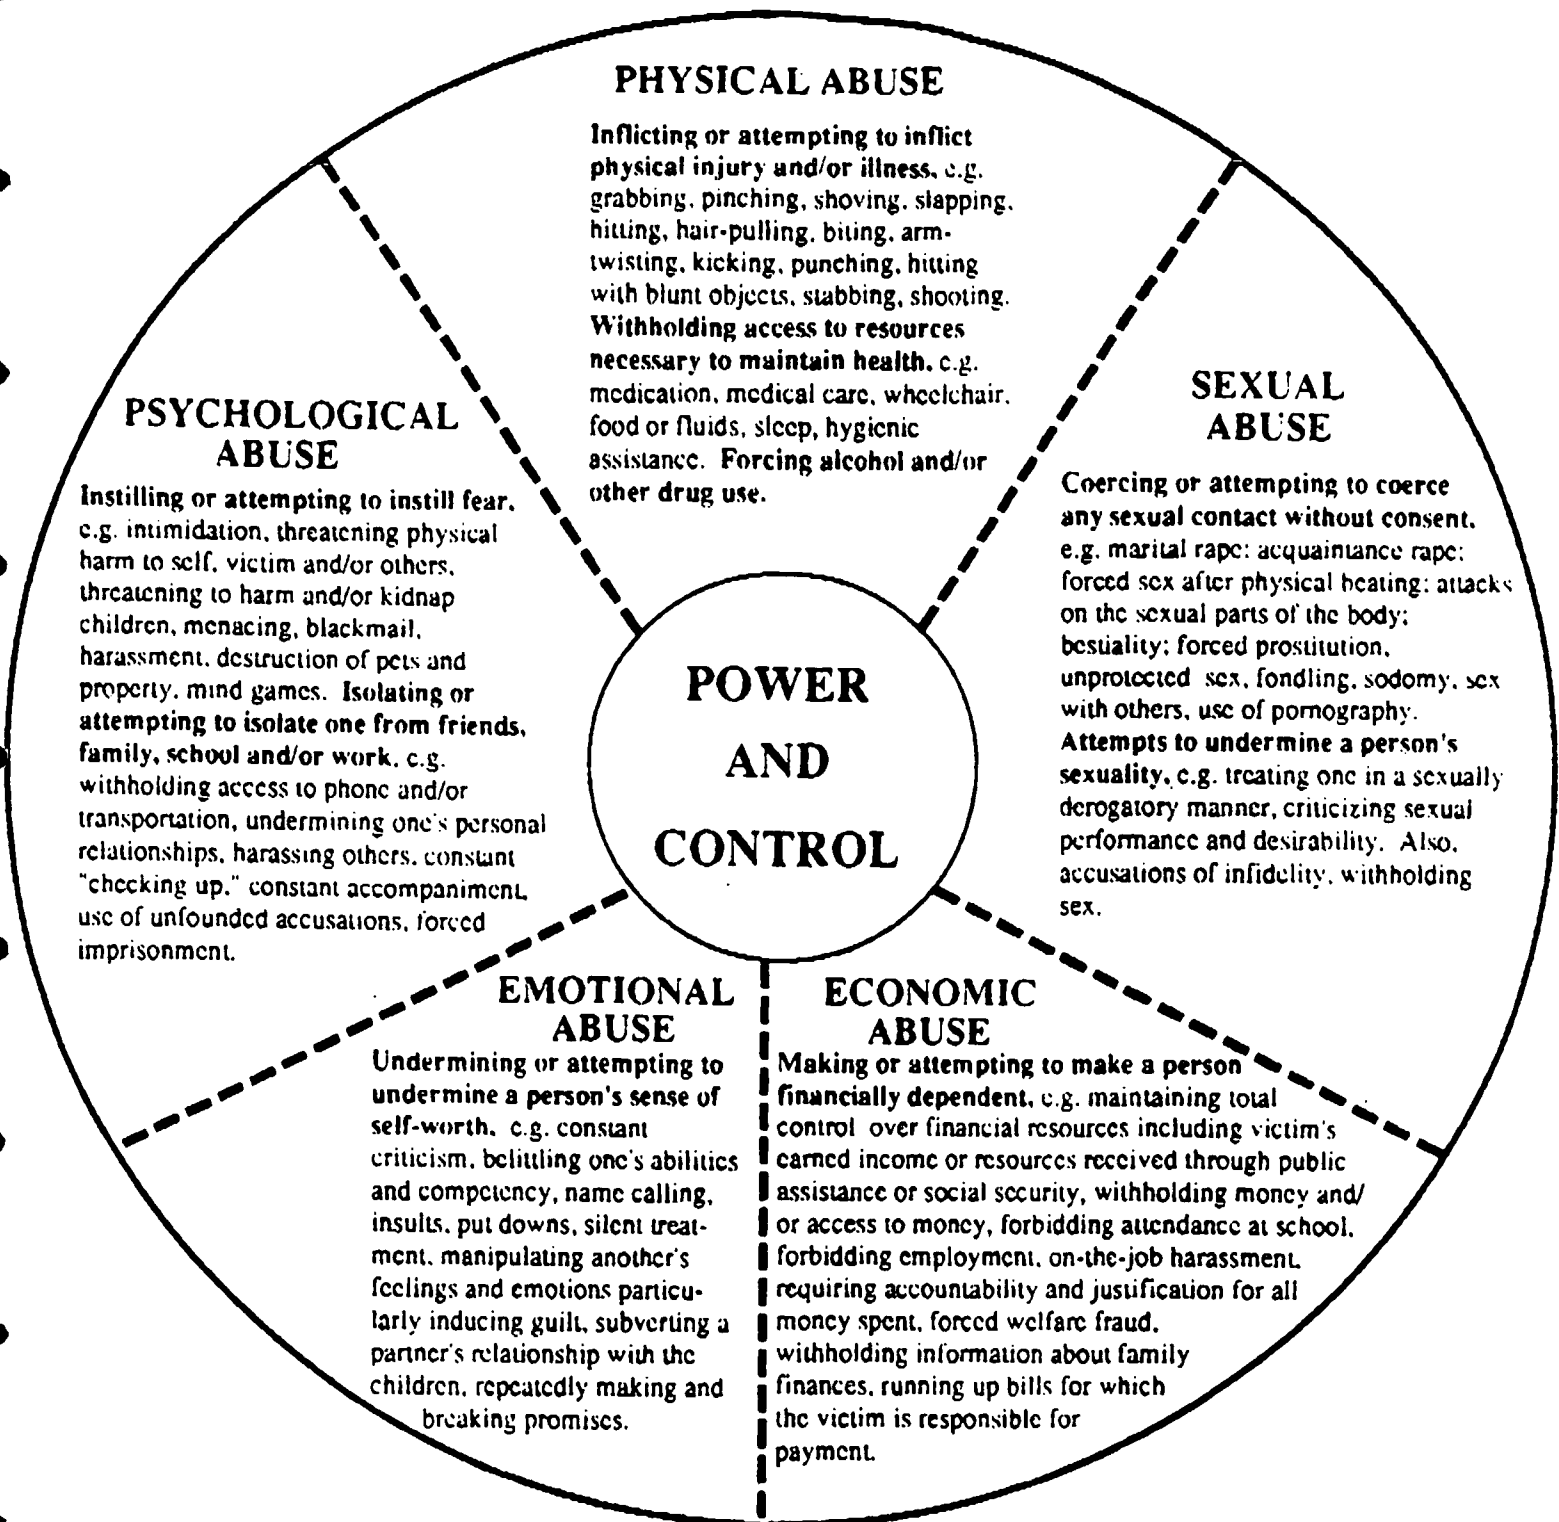 PHYSICAL ABUSE
Inflicting or attempting to inflict
physical injury and/or illness, e.g.
grabbing, pinching, shoving, slapping,
hitting, hair-pulling, biting, arm-
twisting, kicking, punching, hitting
with blunt objects, stabbing, shooting.
Withholding access to resources
necessary to maintain health, e.g.
medication, medical care, wheelchair,
food or fluids, sleep, hygienic
assistance. Forcing alcohol and/or
other drug use.
SEXUAL
ABUSE
Coercing or attempting to coerce
any sexual contact without consent,
e.g. marital rape; acquaintance rape;
forced sex after physical beating; attacks
on the sexual parts of the body;
bestiality; forced prostitution,
unprotected sex, fondling, sodomy, sex
with others, use of pornography.
Attempts to undermine a person's
sexuality, e.g. treating one in a sexually
derogatory manner, criticizing sexual
performance and desirability. Also,
accusations of infidelity, withholding
sex.
PSYCHOLOGICAL
ABUSE
Instilling or attempting to instill fear,
e.g. intimidation, threatening physical
harm to self, victim and/or others,
threatening to harm and/or kidnap
children, menacing, blackmail,
harassment, destruction of pets and
property, mind games. Isolating or
attempting to isolate one from friends,
family, school and/or work, e.g.
withholding access to phone and/or
transportation, undermining one's personal
relationships, harassing others, constant
"checking up," constant accompaniment,
use of unfounded accusations, forced
imprisonment.
POWER
AND
CONTROL
EMOTIONAL
ABUSE
Undermining or attempting to
undermine a person's sense of
self-worth, e.g. constant
criticism, belittling one's abilities
and competency, name calling,
insults, put downs, silent treat-
ment, manipulating another's
feelings and emotions particu-
larly inducing guilt, subverting a
partner's relationship with the
children, repeatedly making and
breaking promises.
ECONOMIC
ABUSE
Making or attempting to make a person
financially dependent, e.g. maintaining total
control over financial resources including victim's
earned income or resources received through public
assistance or social security, withholding money and/
or access to money, forbidding attendance at school,
forbidding employment, on-the-job harassment,
requiring accountability and justification for all
money spent, forced welfare fraud,
withholding information about family
finances, running up bills for which
the victim is responsible for
payment.